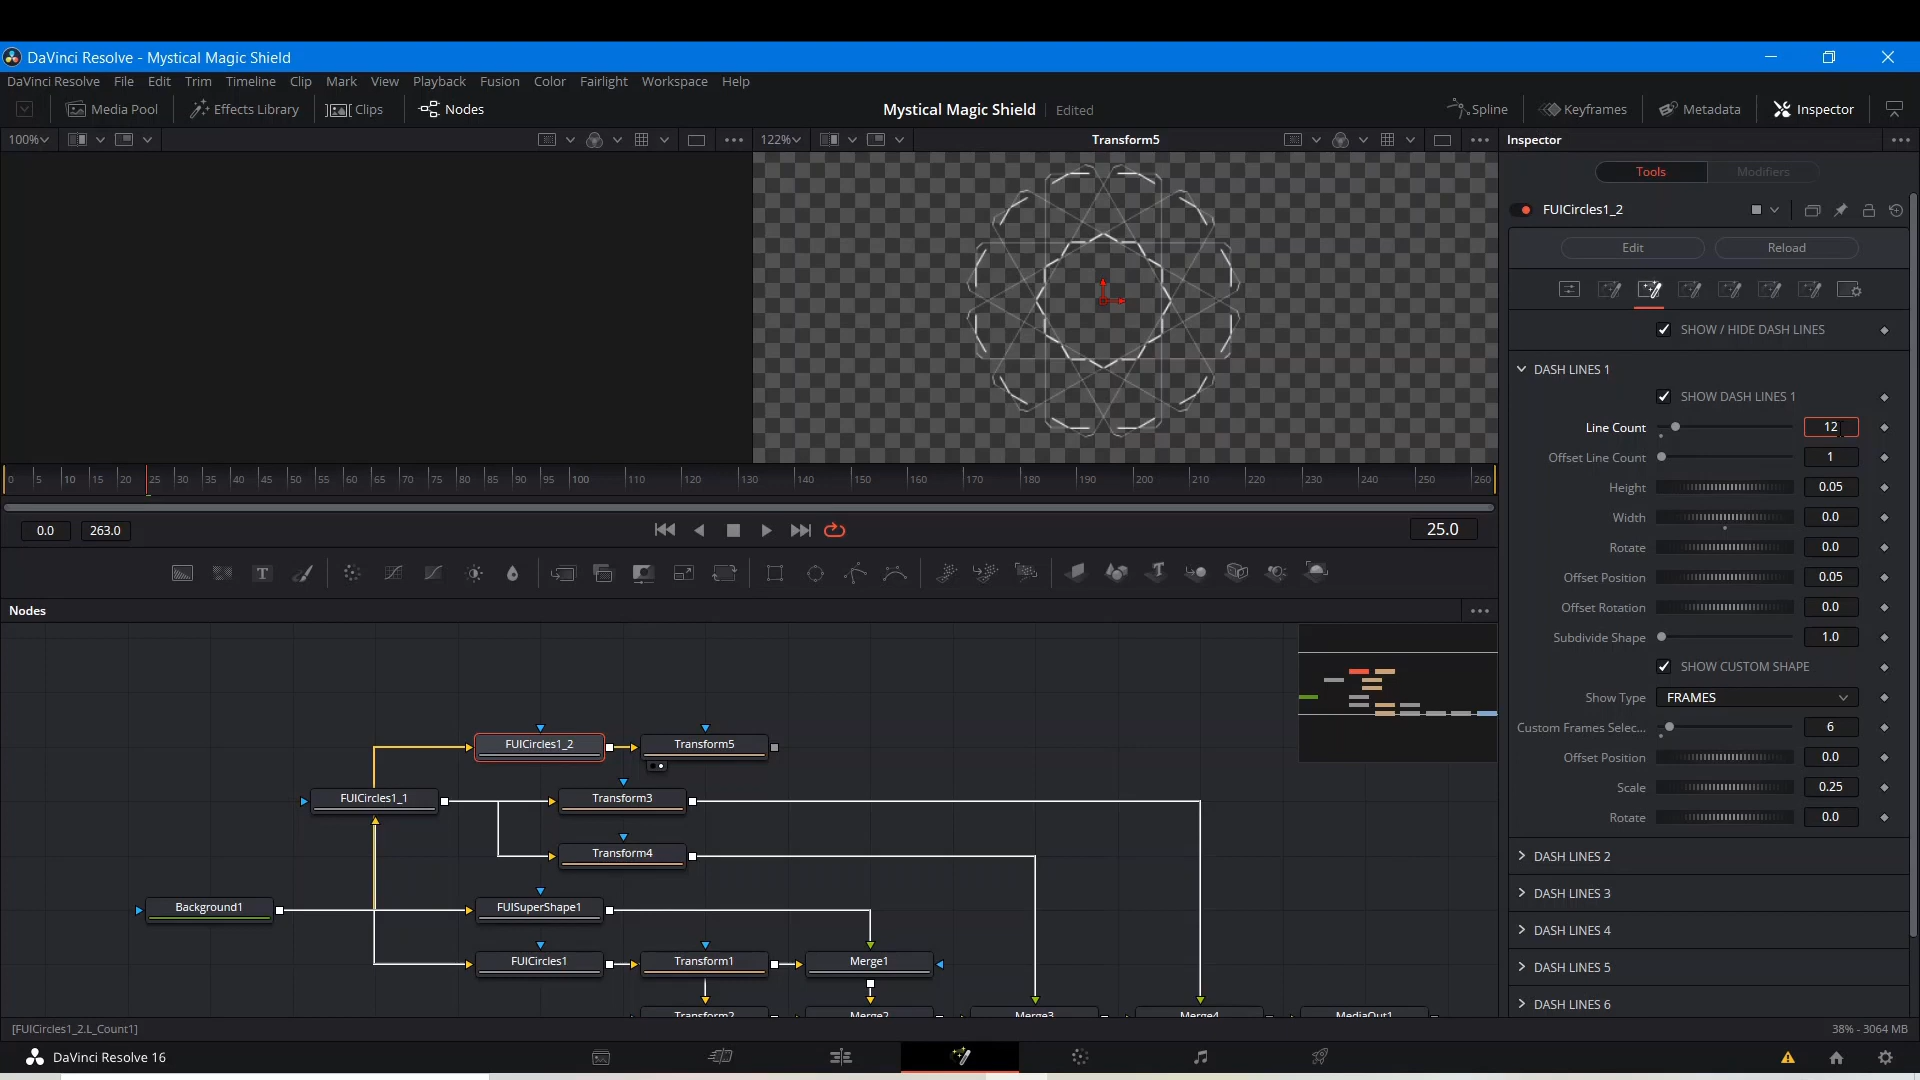 DaVinci Resolve - Mystical Magic Shield
DaVinci Resolve File Edit Trim Timeline Clip Mark View Playback Fusion Color Fairlight Workspace Help
Media Pool Effects Library Clips Nodes Mystical Magic Shield Edited Spline Keyframes Metadata Inspector
100% 122% Transform5 Inspector
Tools Modifiers
FUICircles1_2
Edit Reload
SHOW / HIDE DASH LINES
DASH LINES 1
SHOW DASH LINES 1
Line Count 12
Offset Line Count 1
Height 0.05
Width 0.0
Rotate 0.0
Offset Position 0.05
Offset Rotation 0.0
Subdivide Shape 1.0
SHOW CUSTOM SHAPE
Show Type FRAMES
Custom Frames Selec... 6
Offset Position 0.0
Scale 0.25
Rotate 0.0
DASH LINES 2
DASH LINES 3
DASH LINES 4
DASH LINES 5
DASH LINES 6
0 5 10 15 20 25 30 35 40 45 50 55 60 65 70 75 80 85 90 95 100 110 120 130 140 150 160 170 180 190 200 210 220 230 240 250 260
0.0 263.0 25.0
T
Nodes
FUICircles1_2 Transform5
FUICircles1_1 Transform3
Transform4
Background1 FUISuperShape1
FUICircles1 Transform1 Merge1
Transform2 Merge2 Merge3 Merge4 MediaOut1
[FUICircles1_2.L_Count1] 38% - 3064 MB
DaVinci Resolve 16